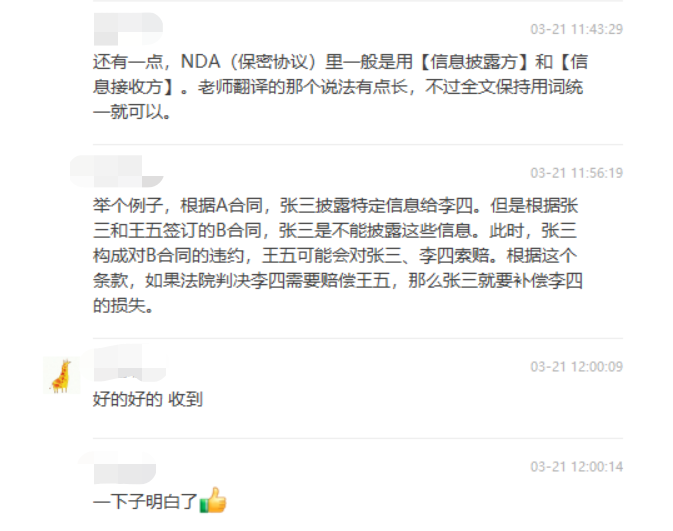 03-21 11:43:29
还有一点，NDA（保密协议）里一般是用【信息披露方】和【信
息接收方】。老师翻译的那个说法有点长，不过全文保持用词统
一就可以。
03-21 11:56:19
举个例子，根据A合同，张三披露特定信息给李四。但是根据张
三和王五签订的B合同，张三是不能披露这些信息。此时，张三
构成对B合同的违约，王五可能会对张三、李四索赔。根据这个
条款，如果法院判决李四需要赔偿王五，那么张三就要补偿李四
的损失。
03-21 12:00:09
好的好的 收到
03-21 12:00:14
一下子明白了